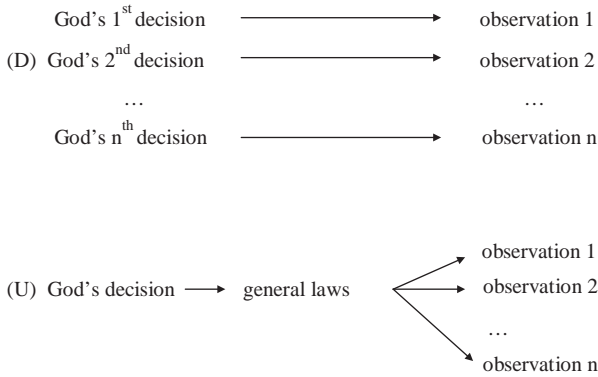 God's 1st decision observation 1
(D) God's 2nd decision observation 2
… …
God's nth decision observation n
observation 1
(U) God's decision general laws observation 2
…
observation n